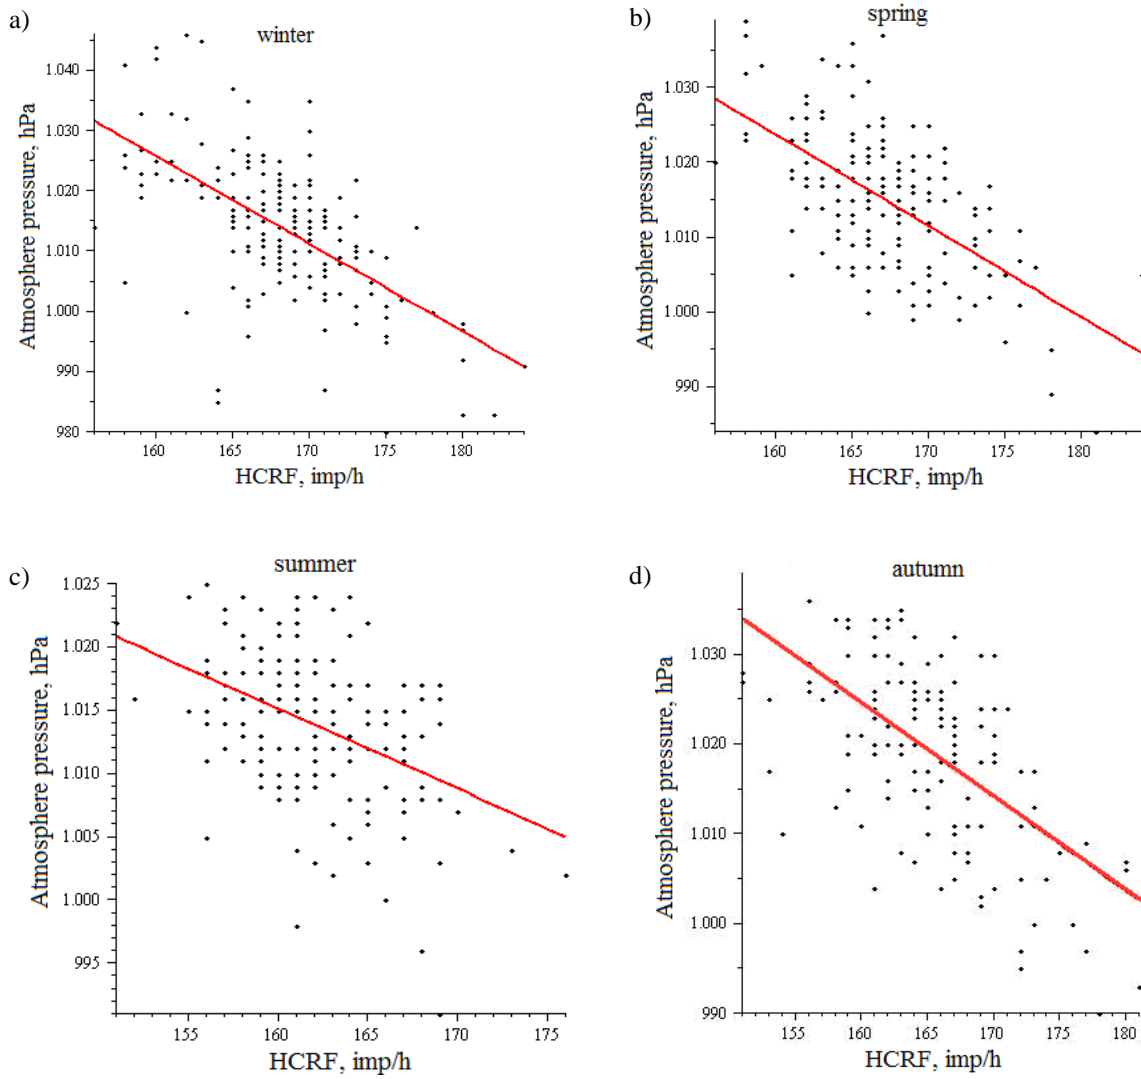 a)
winter
Atmosphere pressure, hPa
1.040
1.030
1.020
1.010
1.000
990
980
160 165 170 175 180
HCRF, imp/h
b)
spring
Atmosphere pressure, hPa
1.030
1.020
1.010
1.000
990
160 165 170 175 180
HCRF, imp/h
c)
summer
Atmosphere pressure, hPa
1.025
1.020
1.015
1.010
1.005
1.000
995
155 160 165 170 175
HCRF, imp/h
d)
autumn
Atmosphere pressure, hPa
1.030
1.020
1.010
1.000
990
155 160 165 170 175 180
HCRF, imp/h